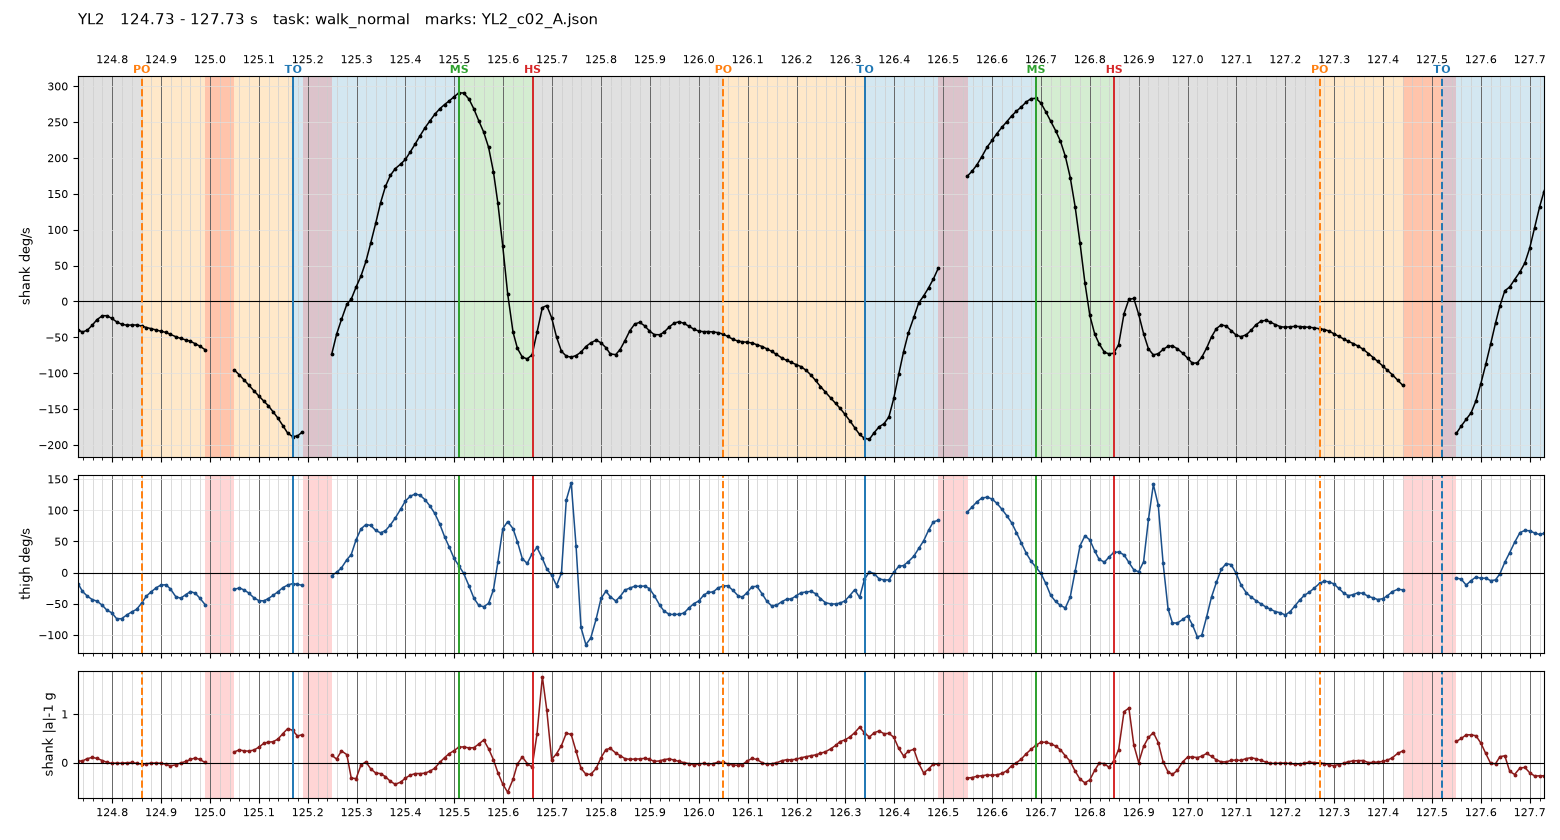 YL2 124.73 - 127.73 s task: walk_normal marks: YL2_c02_A.json
124.8 124.9 125.0 125.1 125.2 125.3 125.4 125.5 125.6 125.7 125.8 125.9 126.0 126.1 126.2 126.3 126.4 126.5 126.6 126.7 126.8 126.9 127.0 127.1 127.2 127.3 127.4 127.5 127.6 127.7
PO TO MS HS PO TO MS HS PO TO
300
250
200
150
100
50
0
−50
−100
−150
−200
shank deg/s
150
100
50
0
−50
−100
thigh deg/s
1
0
shank |a|-1 g
124.8 124.9 125.0 125.1 125.2 125.3 125.4 125.5 125.6 125.7 125.8 125.9 126.0 126.1 126.2 126.3 126.4 126.5 126.6 126.7 126.8 126.9 127.0 127.1 127.2 127.3 127.4 127.5 127.6 127.7